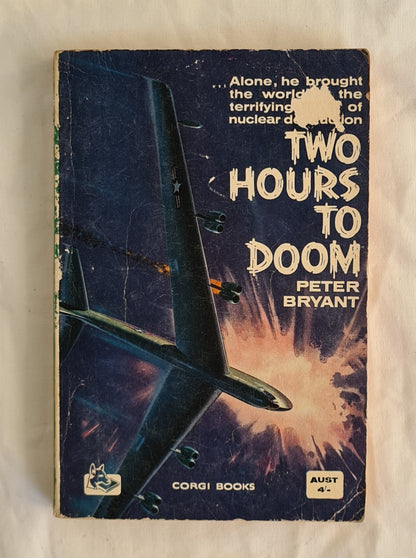 ...Alone, he brought
the world the
terrifying of
nuclear
TWO
HOURS
TO
DOOM
PETER
BRYANT
CORGI BOOKS
AUST
4/-